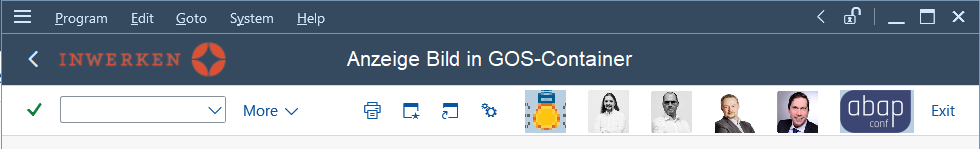 Program Edit Goto System Help
INWERKEN Anzeige Bild in GOS-Container
More abap Exit
conf